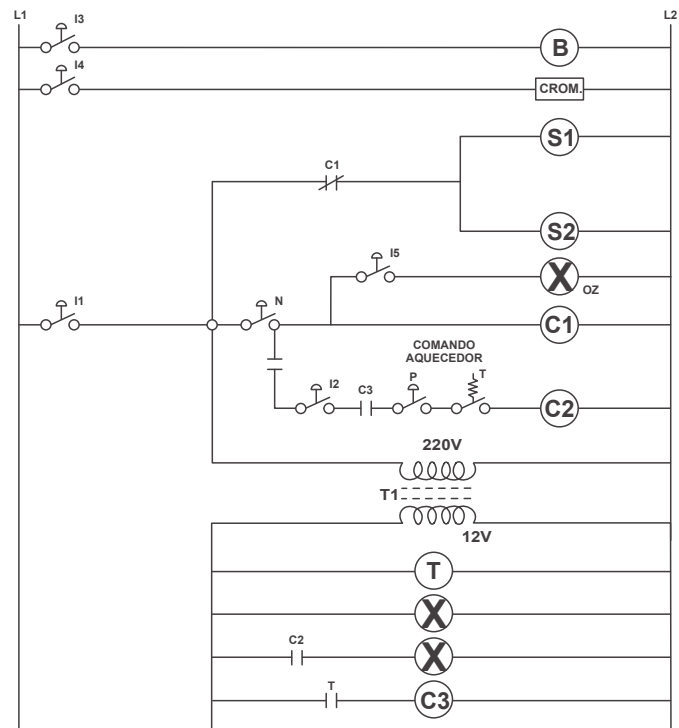 L1
L2
I3
B
I4
CROM.
S1
C1
S2
I5
X
OZ
I1
N
C1
COMANDO
AQUECEDOR
I2
C3
P
T
C2
220V
T1
12V
T
X
C2
X
T
C3